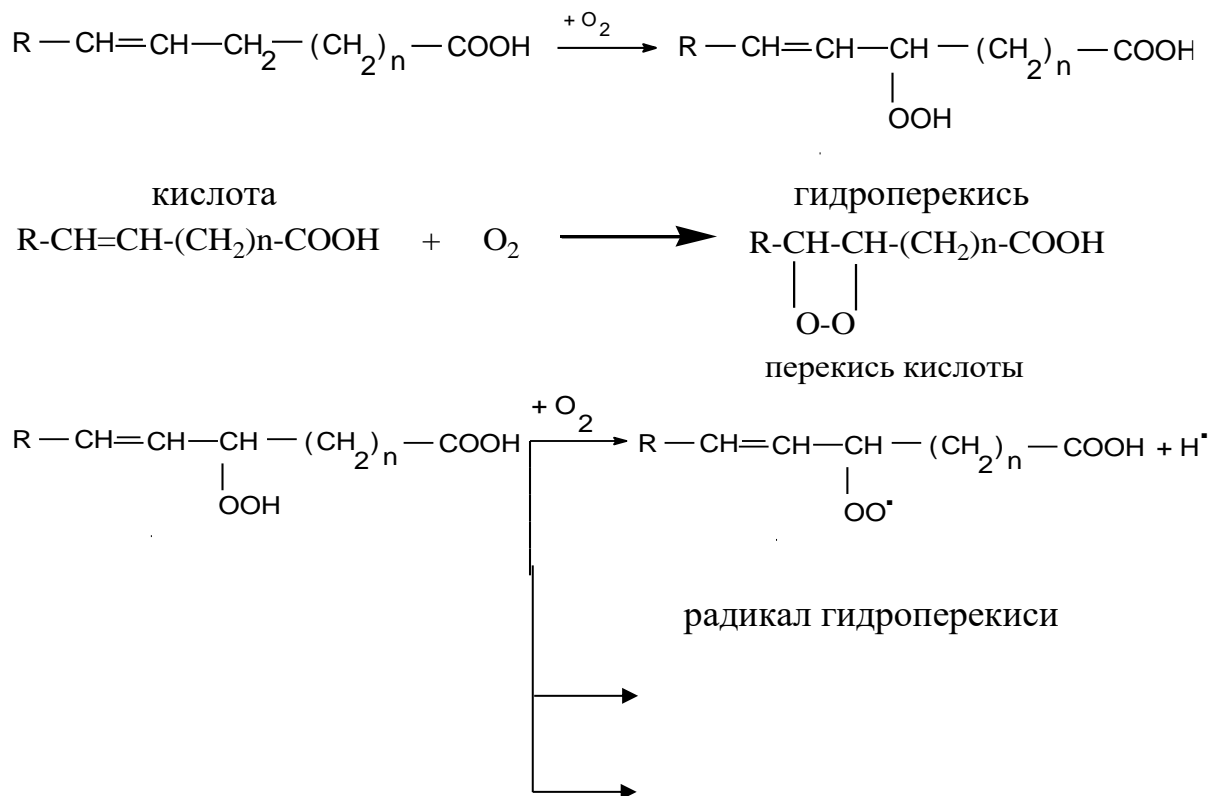 R — CH=CH—CH₂—(CH₂)n —COOH + O₂ R — CH=CH—CH—(CH₂)n —COOH
OOH
кислота гидроперекись
R-CH=CH-(CH₂)n-COOH + O₂ R-CH-CH-(CH₂)n-COOH
O-O
перекись кислоты
R — CH=CH—CH—(CH₂)n —COOH + O₂ R — CH=CH—CH—(CH₂)n —COOH + H▪
OOH OO▪
радикал гидроперекиси